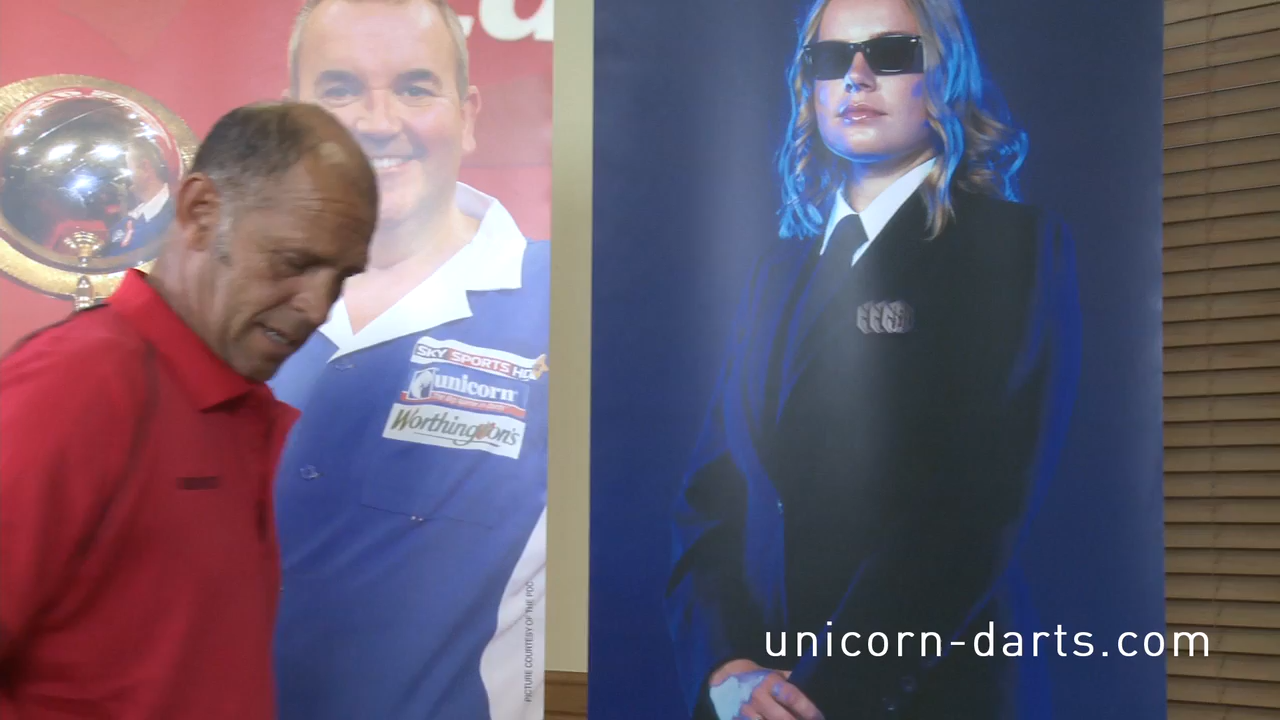 SKY SPORTS HD
unicorn
Worthington's
PICTURE COURTESY OF THE PDC
unicorn-darts.com